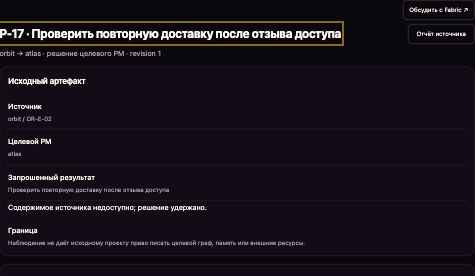 Обсудить с Fabric ↗
P-17 · Проверить повторную доставку после отзыва доступа
Отчёт источника
orbit → atlas · решение целевого PM · revision 1
Исходный артефакт
Источник
orbit / OR-E-02
Целевой PM
atlas
Запрошенный результат
Проверить повторную доставку после отзыва доступа
Содержимое источника недоступно; решение удержано.
Граница
Наблюдение не даёт исходному проекту право писать целевой граф, память или внешние ресурсы.